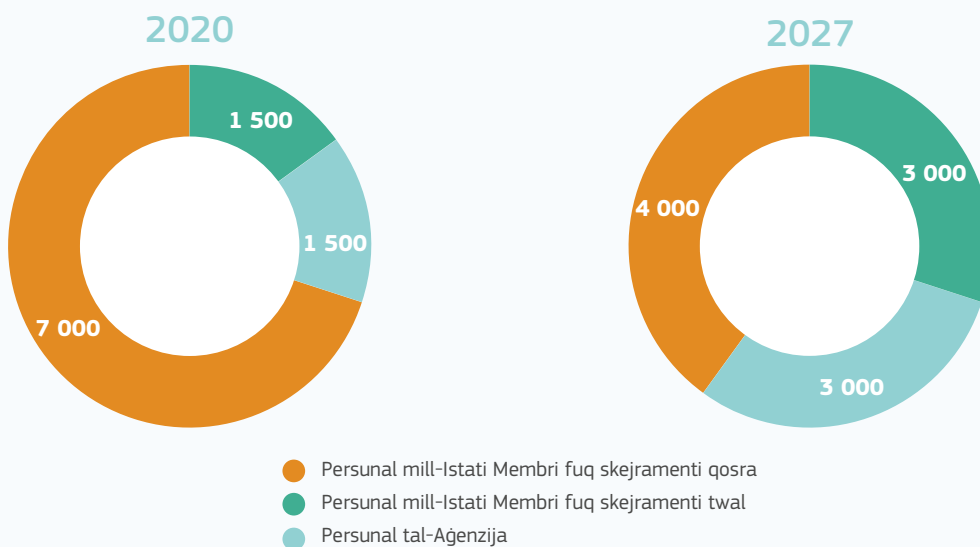 2020
1 500
1 500
7 000
2027
3 000
4 000
3 000
Persunal mill-Istati Membri fuq skejramenti qosra
Persunal mill-Istati Membri fuq skejramenti twal
Persunal tal-Aġenzija